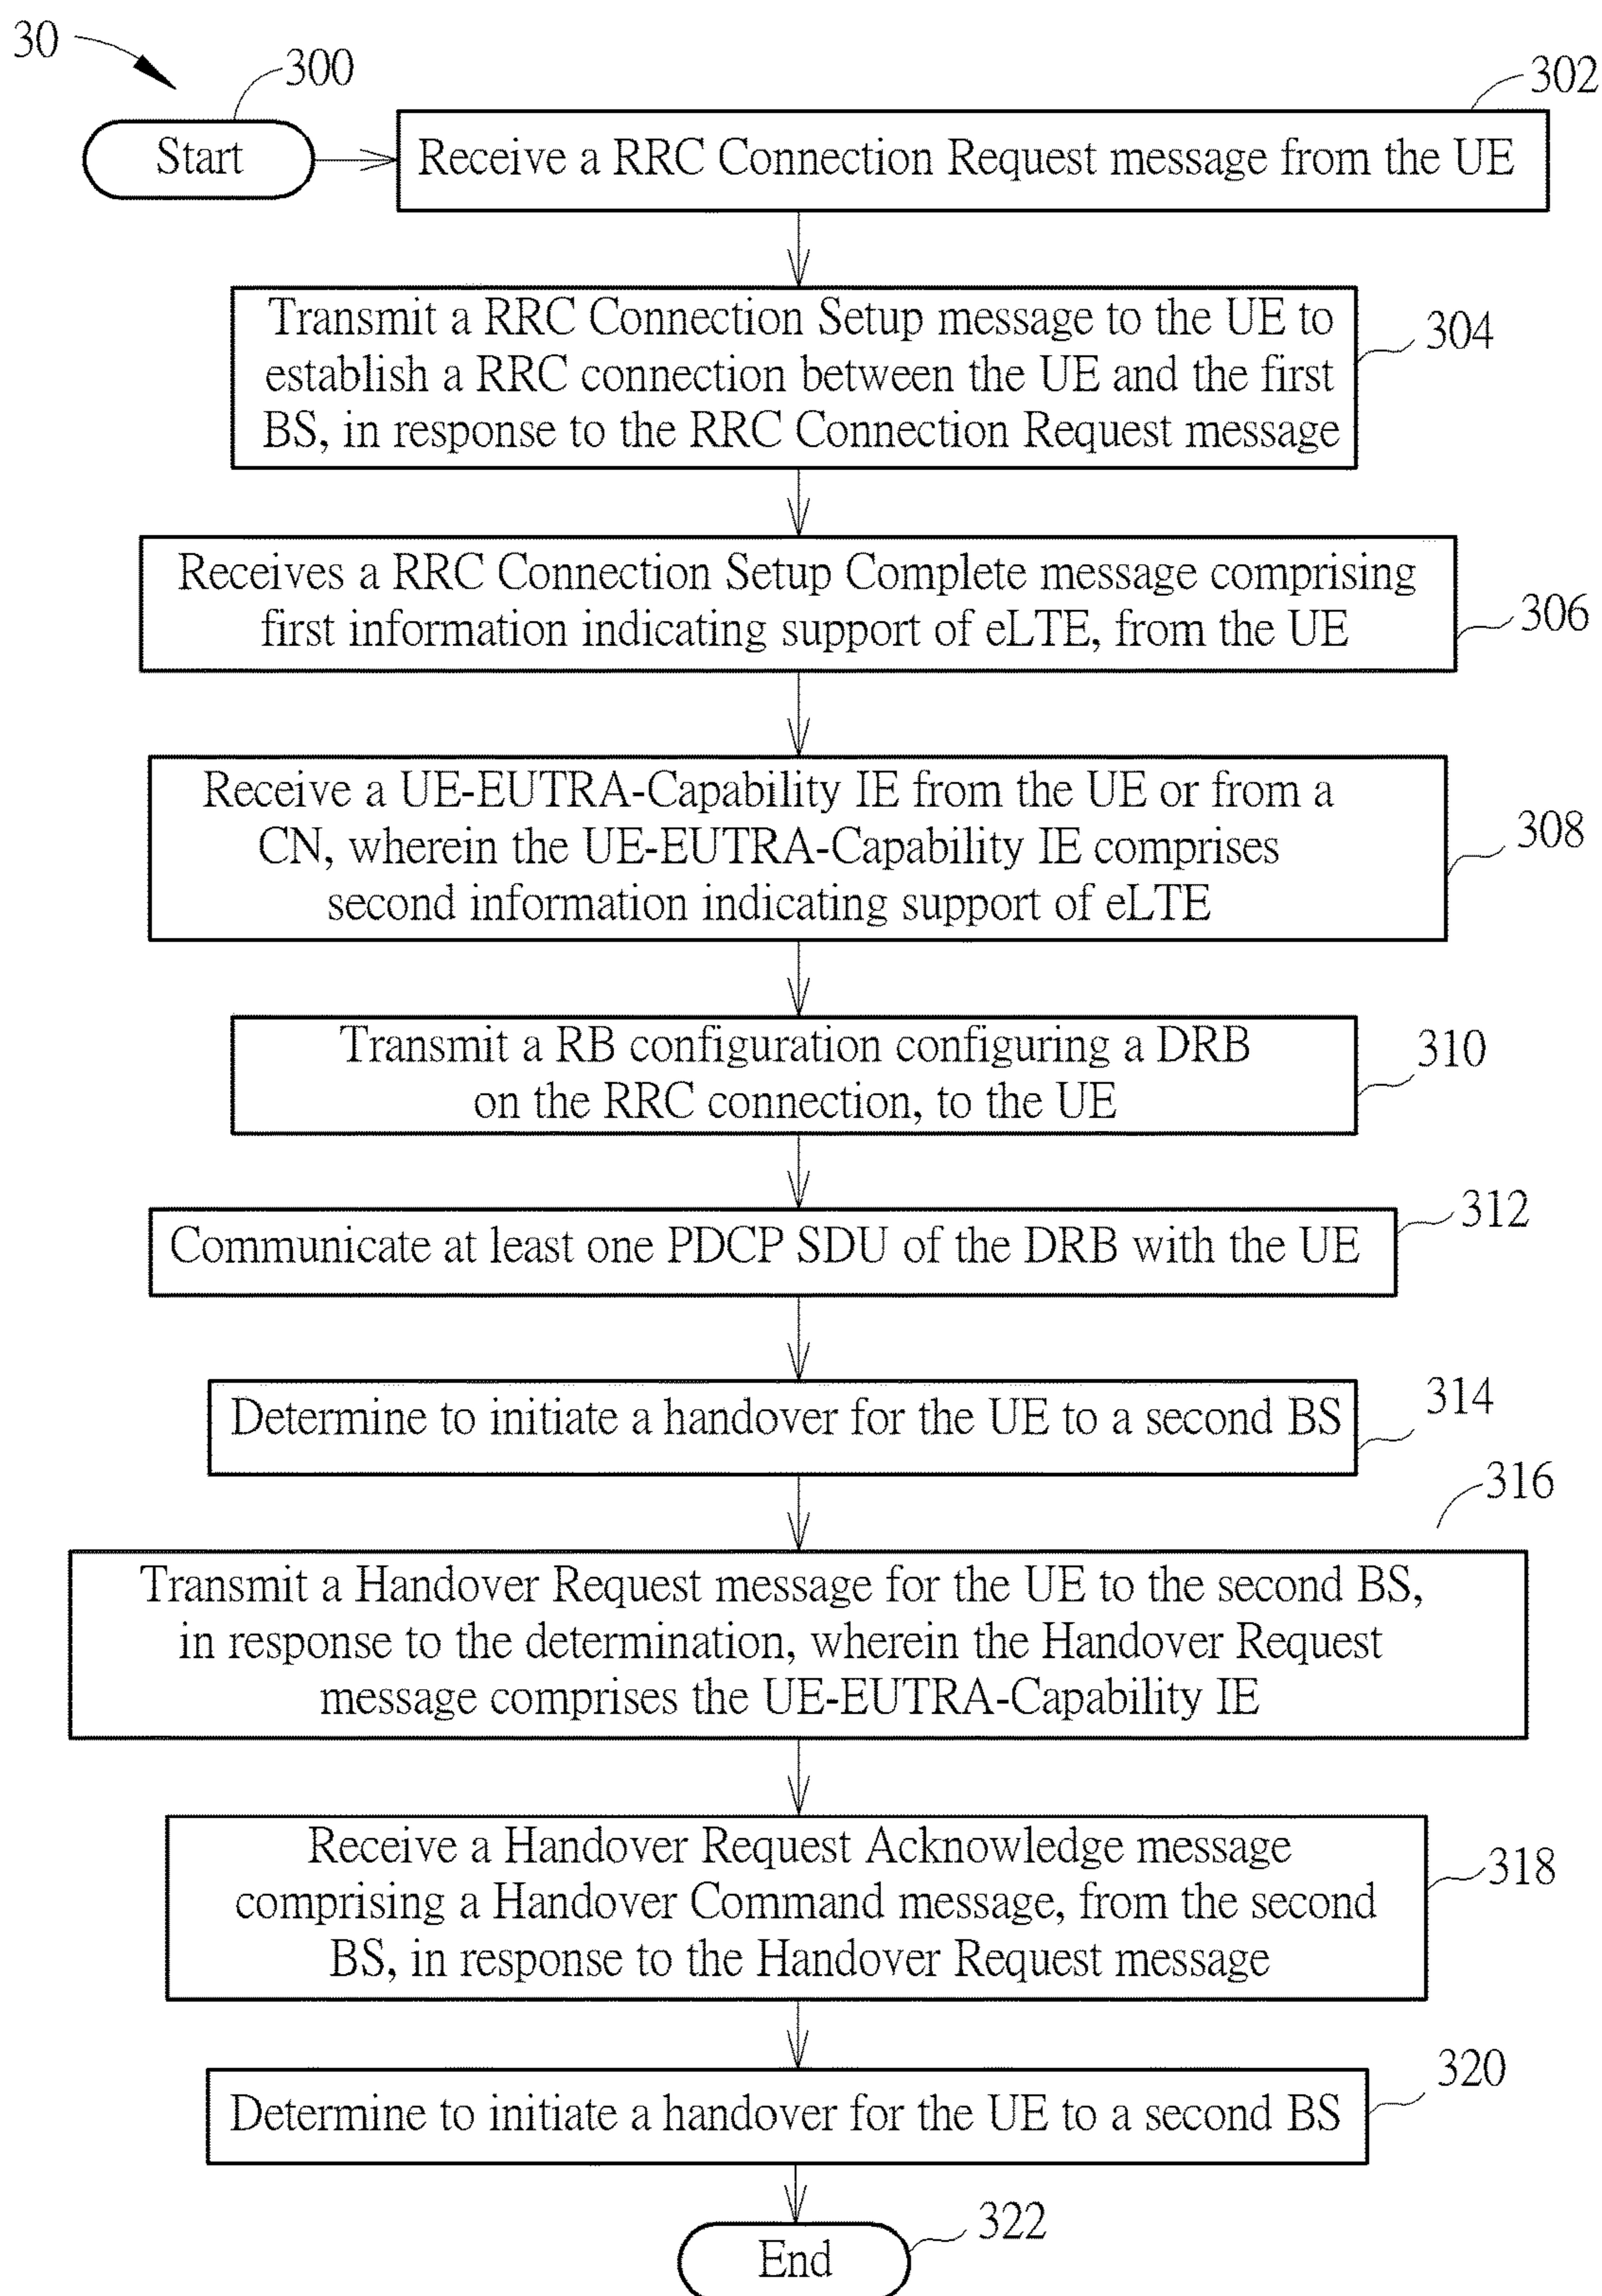 30
300
302
Start
Receive a RRC Connection Request message from the UE
Transmit a RRC Connection Setup message to the UE to
establish a RRC connection between the UE and the first
BS, in response to the RRC Connection Request message
304
Receives a RRC Connection Setup Complete message comprising
first information indicating support of eLTE, from the UE
306
Receive a UE-EUTRA-Capability IE from the UE or from a
CN, wherein the UE-EUTRA-Capability IE comprises
second information indicating support of eLTE
308
Transmit a RB configuration configuring a DRB
on the RRC connection, to the UE
310
Communicate at least one PDCP SDU of the DRB with the UE
312
Determine to initiate a handover for the UE to a second BS
314
316
Transmit a Handover Request message for the UE to the second BS,
in response to the determination, wherein the Handover Request
message comprises the UE-EUTRA-Capability IE
Receive a Handover Request Acknowledge message
comprising a Handover Command message, from the second
BS, in response to the Handover Request message
318
Determine to initiate a handover for the UE to a second BS
320
End
322